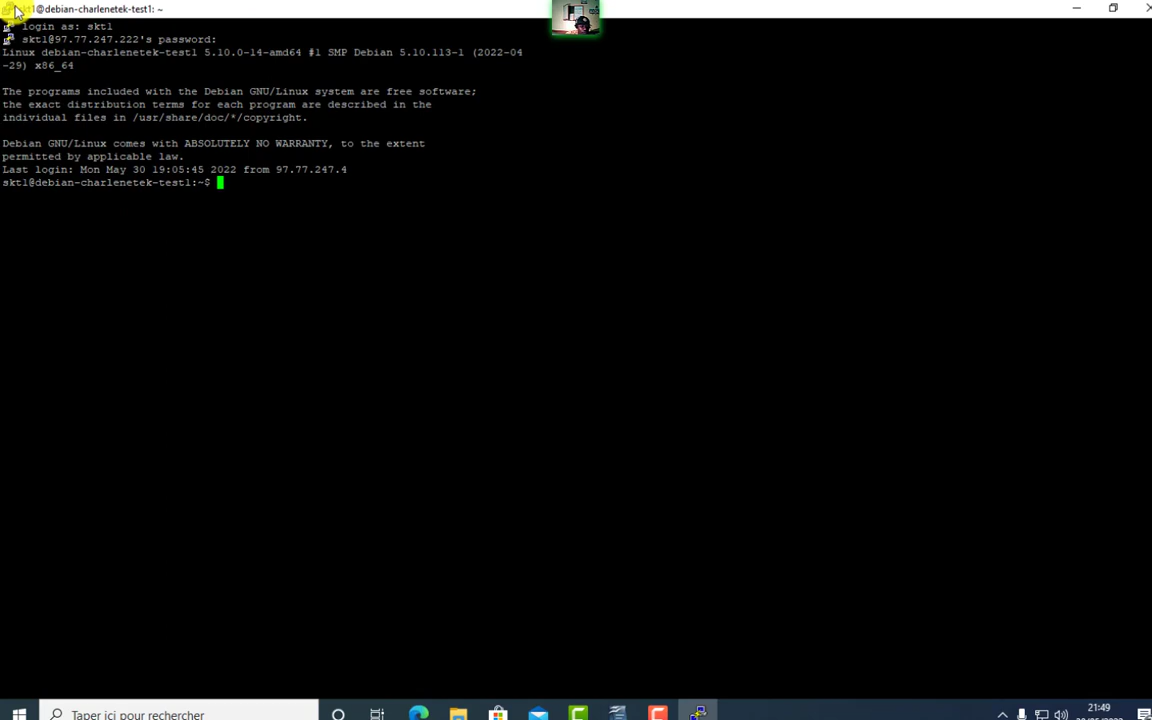 skt1@debian-charlenetek-test1: ~
login as: skt1
skt1@97.77.247.222's password:
Linux debian-charlenetek-test1 5.10.0-14-amd64 #1 SMP Debian 5.10.113-1 (2022-04
-29) x86_64
The programs included with the Debian GNU/Linux system are free software;
the exact distribution terms for each program are described in the
individual files in /usr/share/doc/*/copyright.
Debian GNU/Linux comes with ABSOLUTELY NO WARRANTY, to the extent
permitted by applicable law.
Last login: Mon May 30 19:05:45 2022 from 97.77.247.4
skt1@debian-charlenetek-test1:~$
Taper ici pour rechercher
21:49